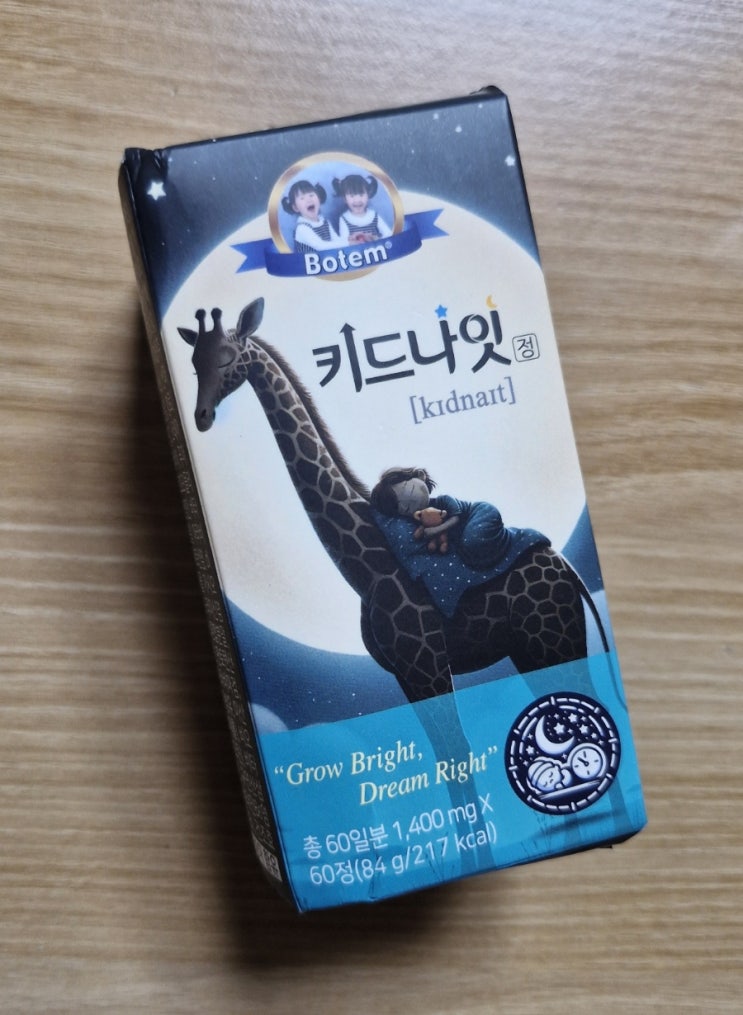 Botem®
키드나잇 정
[kıdnaıt]
“Grow Bright,
Dream Right”
총 60일분 1,400 mg X
60정(84 g/217 kcal)